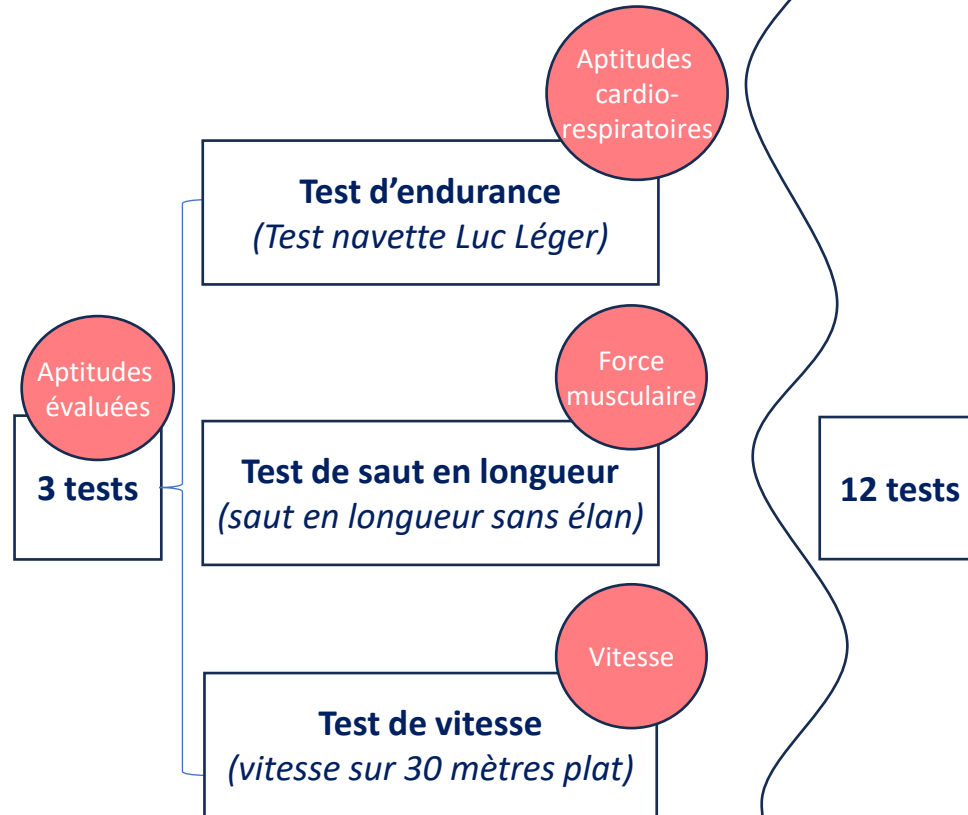 Aptitudes
cardio-
respiratoires
Test d’endurance
(Test navette Luc Léger)
Aptitudes
évaluées
3 tests
Force
musculaire
Test de saut en longueur
(saut en longueur sans élan)
12 tests
Vitesse
Test de vitesse
(vitesse sur 30 mètres plat)